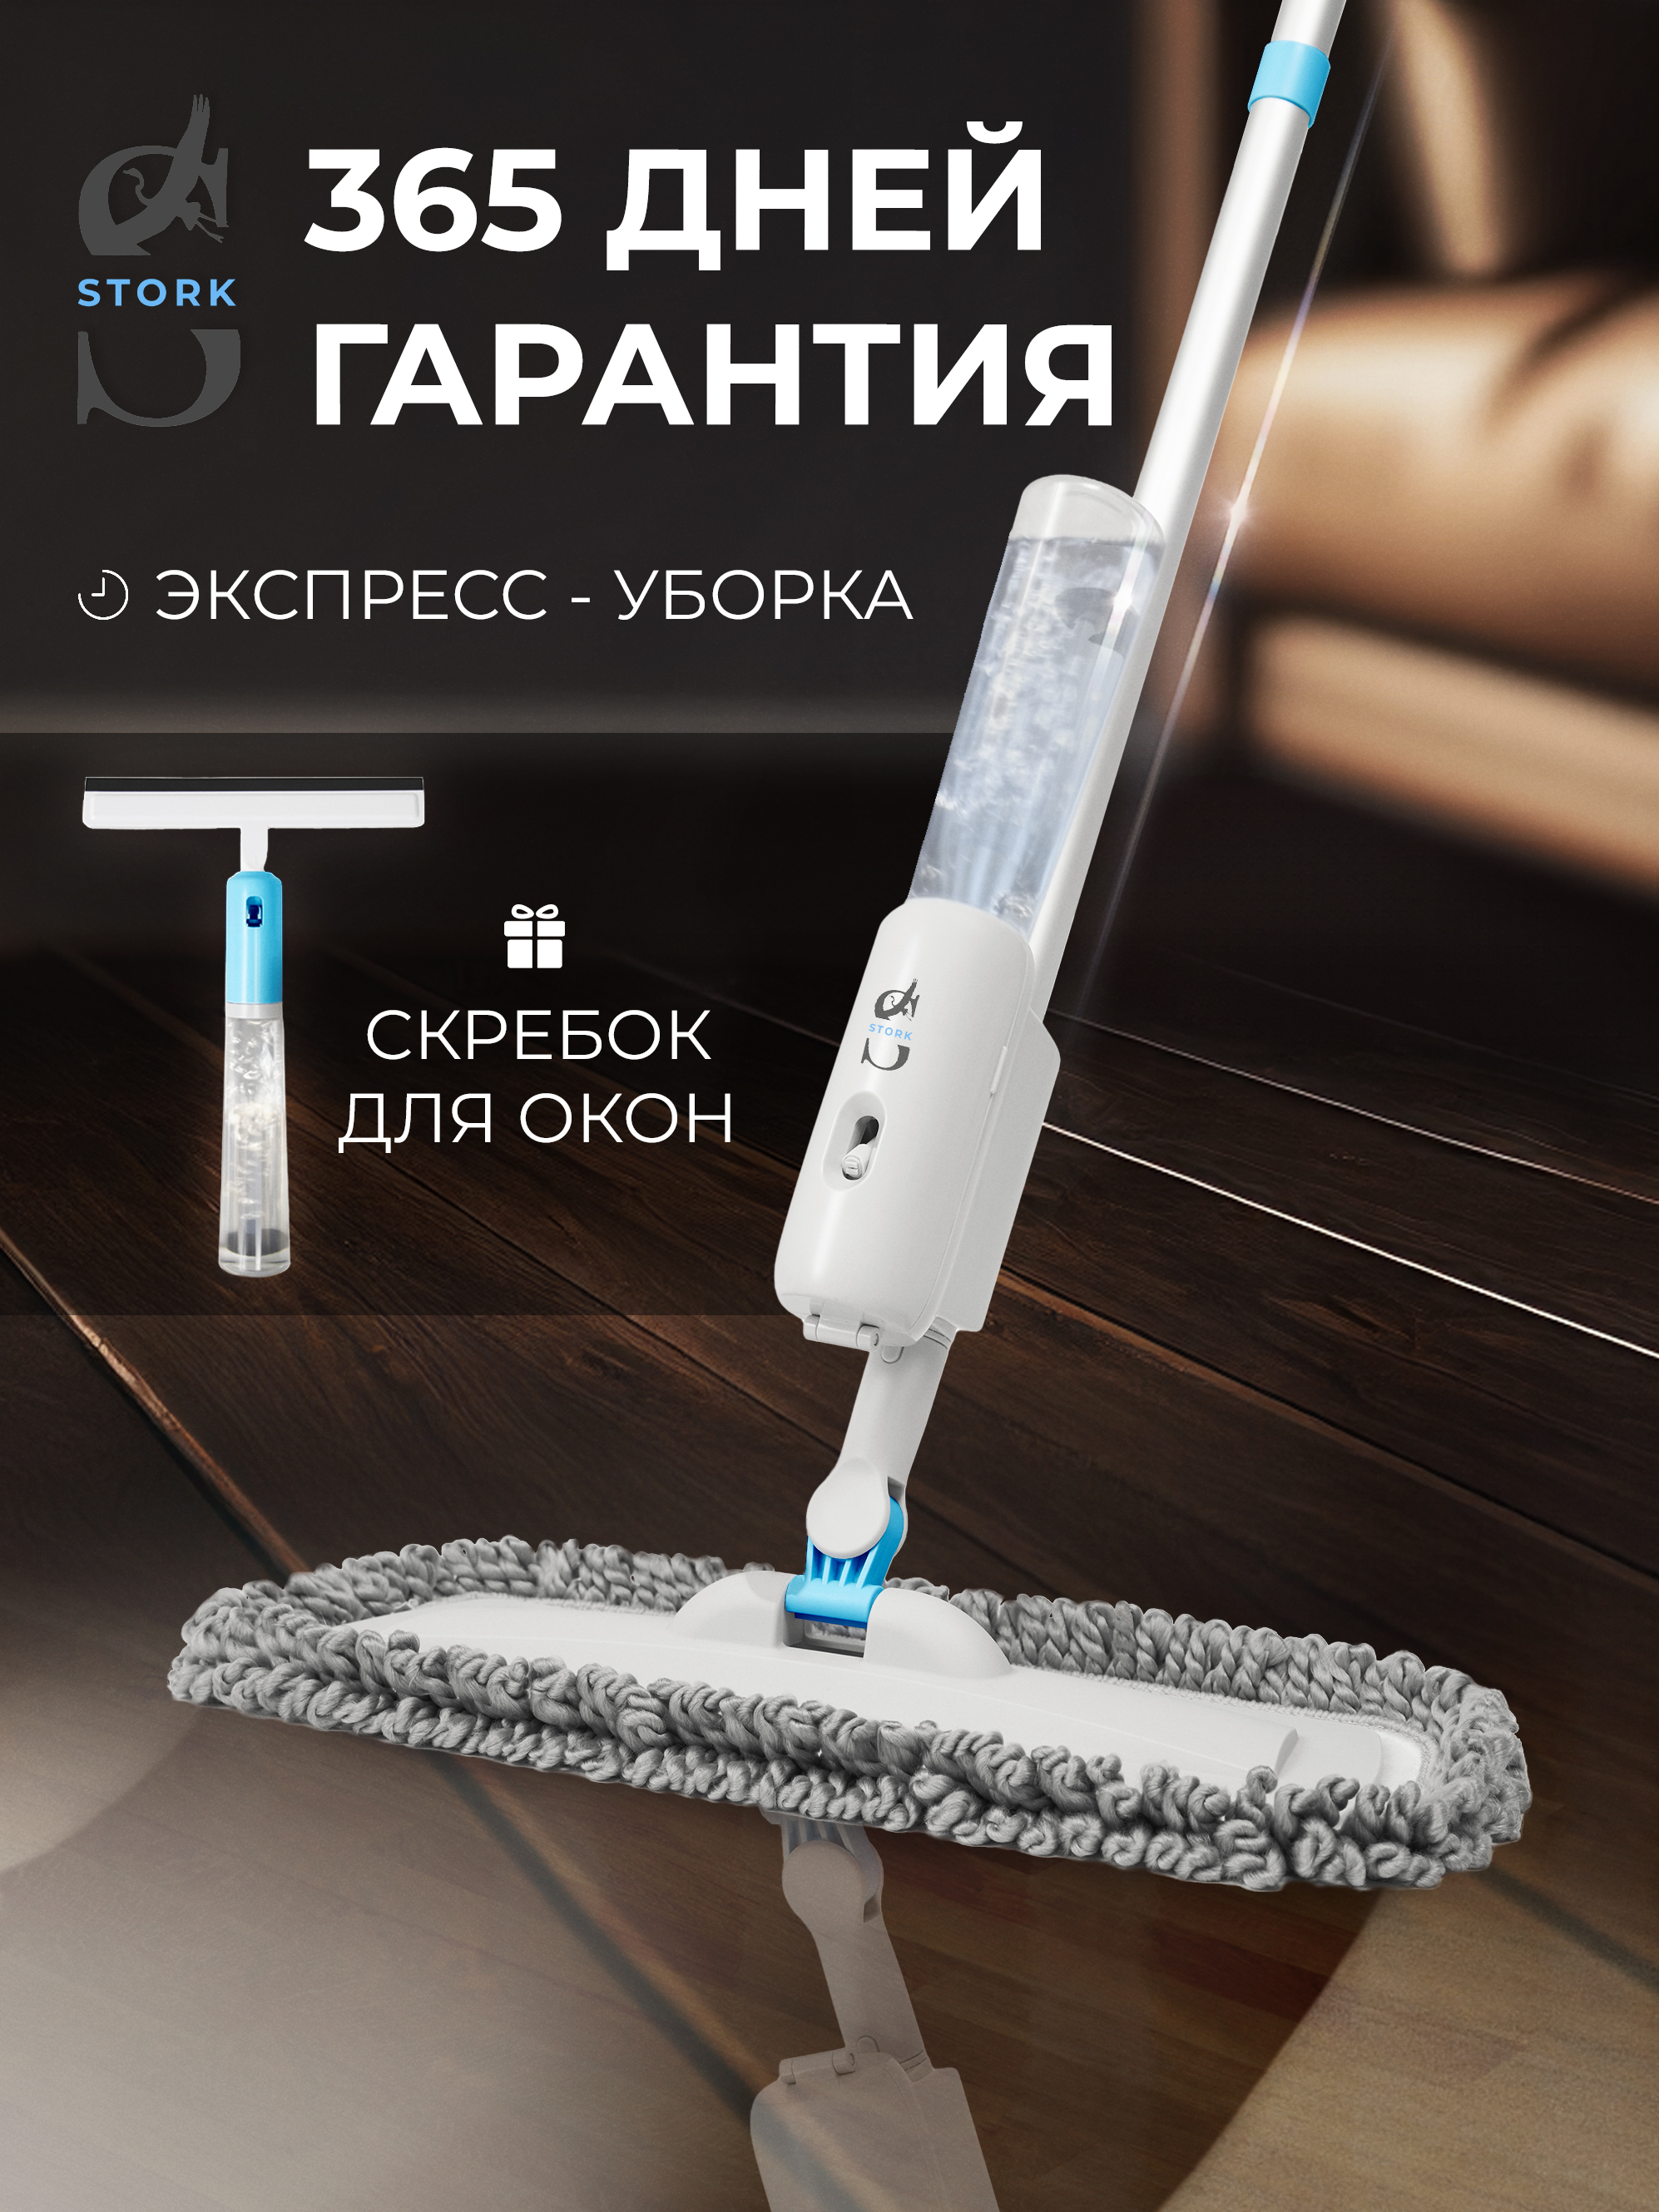 STORK
365 ДНЕЙ
ГАРАНТИЯ
ЭКСПРЕСС - УБОРКА
СКРЕБОК
ДЛЯ ОКОН
STORK